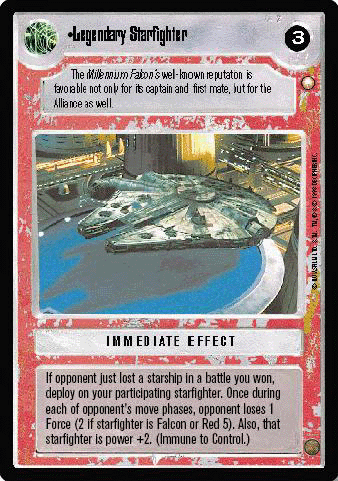 •Legendary Starfighter
3
The Millennium Falcon's well-known reputation is
favorable not only for its captain and first mate, but for the
Alliance as well.
IMMEDIATE EFFECT
If opponent just lost a starship in a battle you won,
deploy on your participating starfighter. Once during
each of opponent's move phases, opponent loses 1
Force (2 if starfighter is Falcon or Red 5). Also, that
starfighter is power +2. (Immune to Control.)